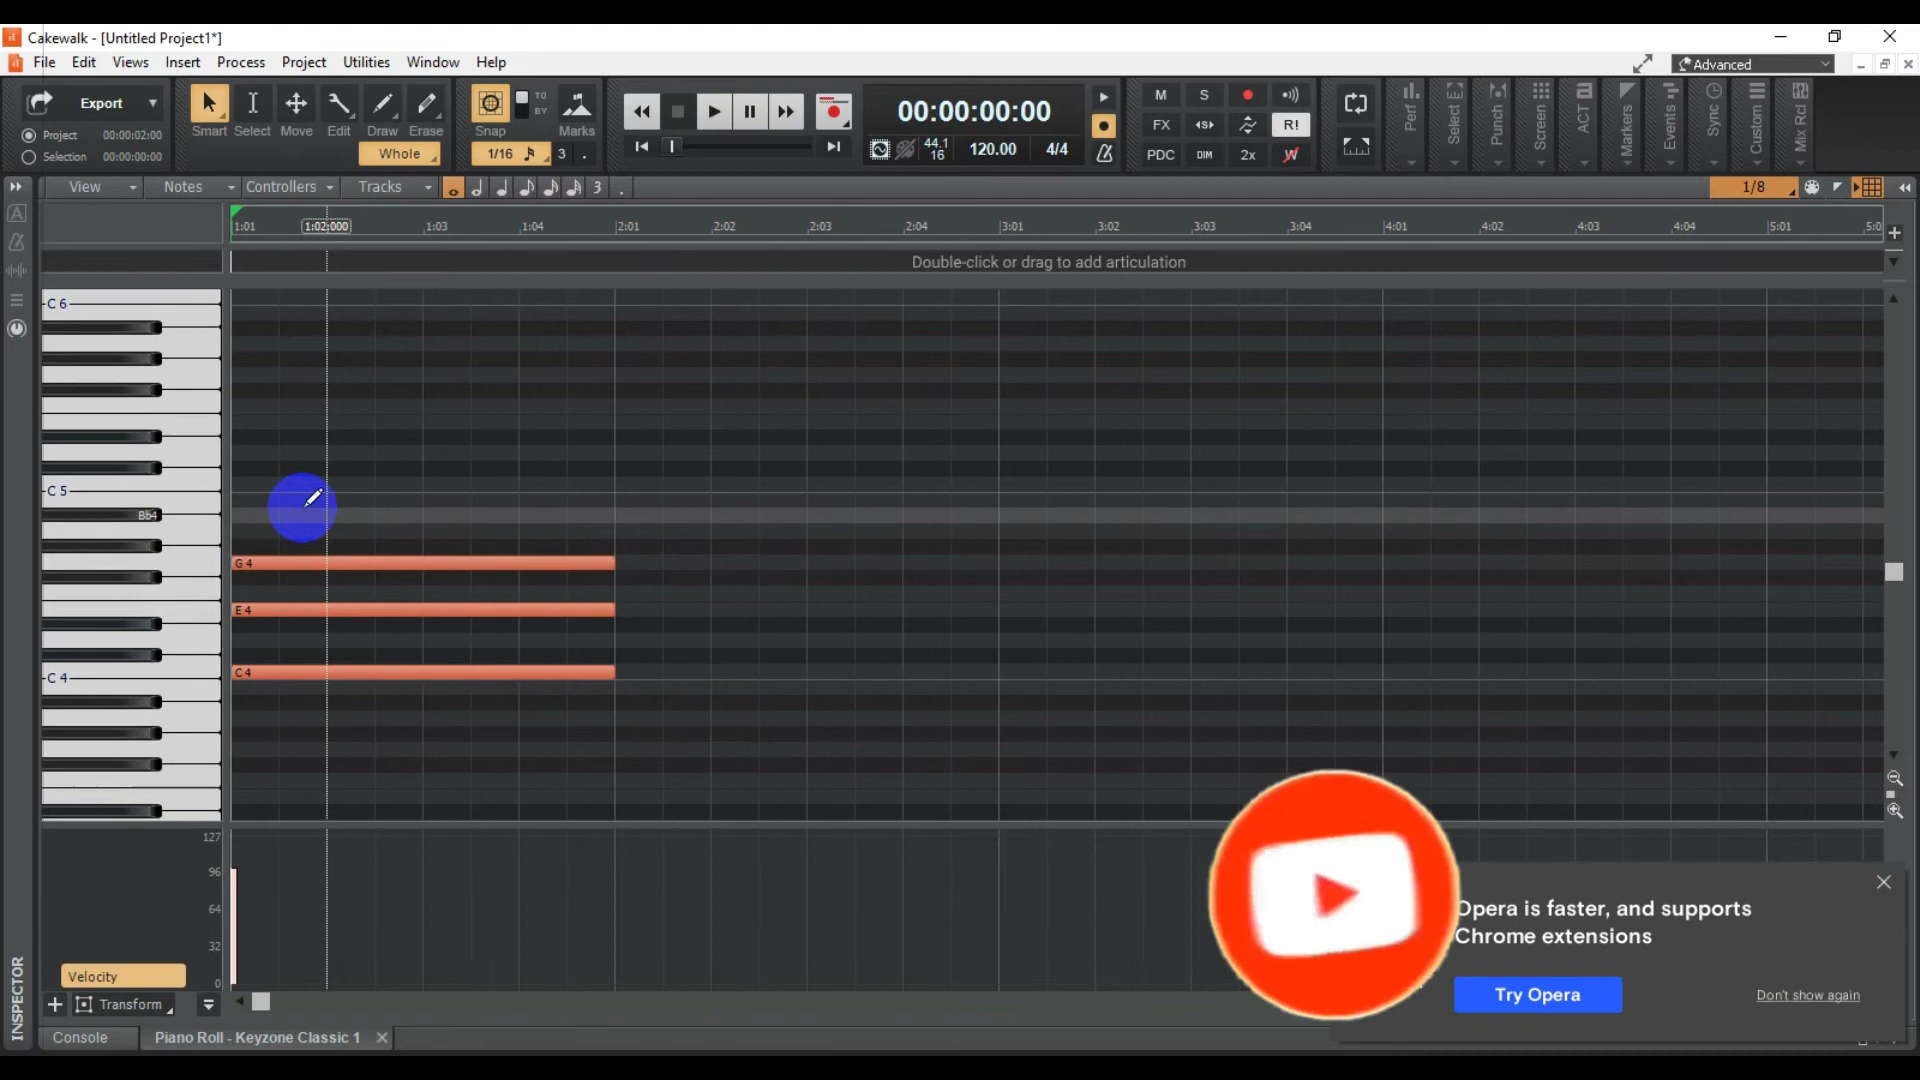 Cakewalk - [Untitled Project1*]
File Edit Views Insert Process Project Utilities Window Help
Advanced
Export
Project 00:00:02:00
Selection 00:00:00:00
Smart Select Move Edit Draw Erase Snap Marks
TO
BY
Whole
1/16 3 .
00:00:00:00
44.1
16
120.00 4/4
M S
FX R!
PDC DIM 2x W
Perf Select Punch Screen ACT Markers Events Sync Custom Mix Rcl
View Notes Controllers Tracks 3 . 1/8
1:01 1:02:000 1:03 1:04 2:01 2:02 2:03 2:04 3:01 3:02 3:03 3:04 4:01 4:02 4:03 4:04 5:01 5:0
Double-click or drag to add articulation
C 6
C 5
Bb4
G 4
E 4
C 4
C 4
127
96
64
32
0
Velocity
Transform
INSPECTOR
Console Piano Roll - Keyzone Classic 1
Opera is faster, and supports
Chrome extensions
Try Opera Don't show again